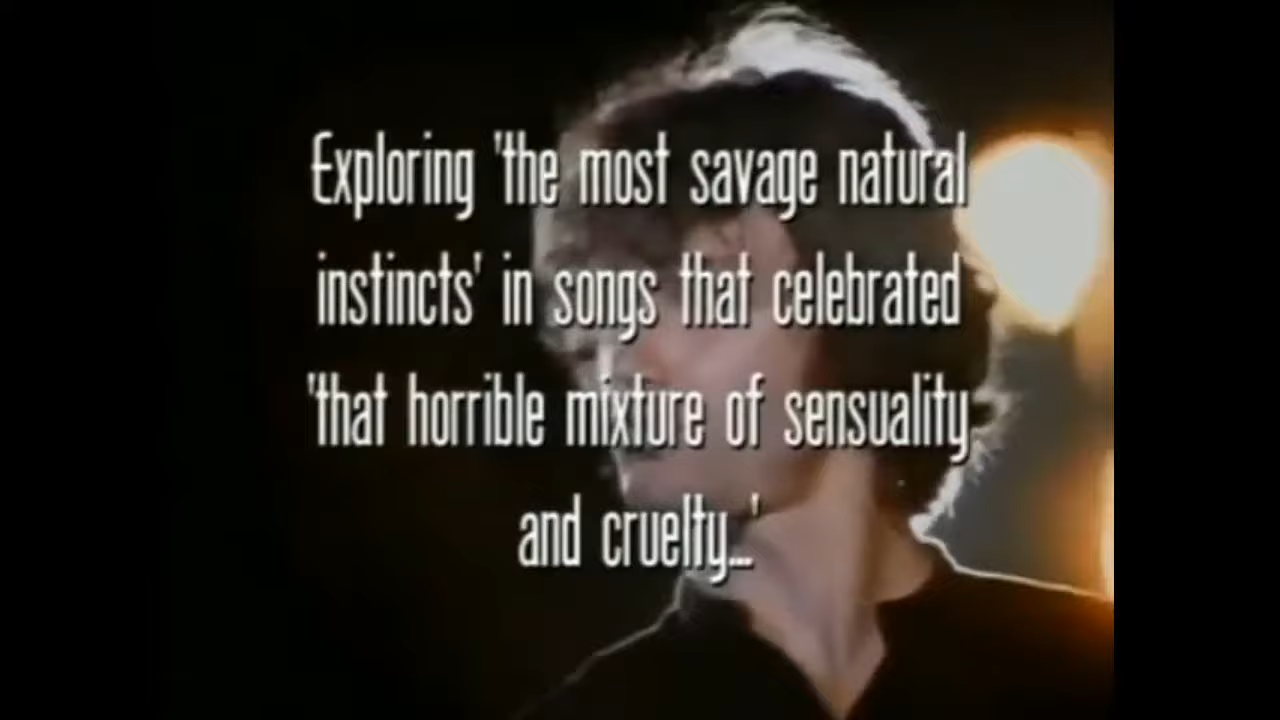 Exploring 'the most savage natural
instincts' in songs that celebrated
'that horrible mixture of sensuality
and cruelty...'